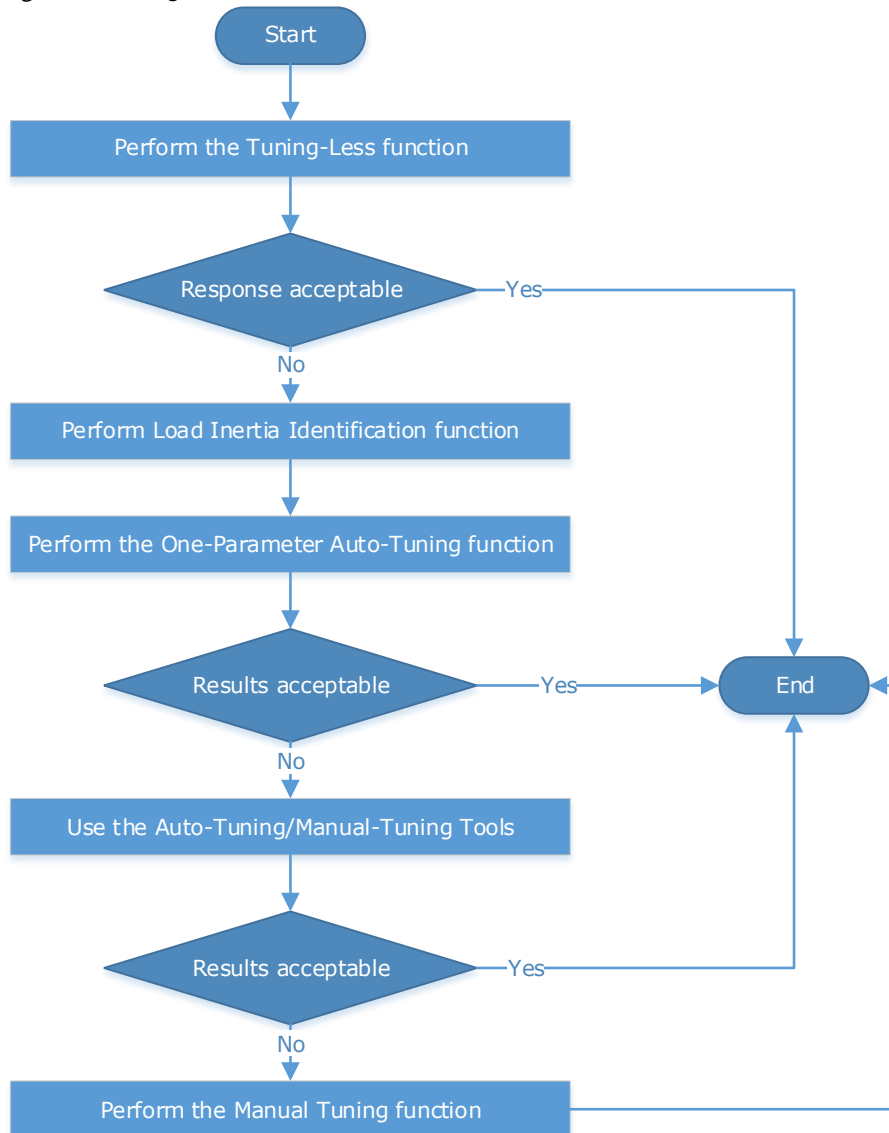 Start
Perform the Tuning-Less function
Response acceptable
Yes
No
Perform Load Inertia Identification function
Perform the One-Parameter Auto-Tuning function
Results acceptable
Yes
End
No
Use the Auto-Tuning/Manual-Tuning Tools
Results acceptable
Yes
No
Perform the Manual Tuning function